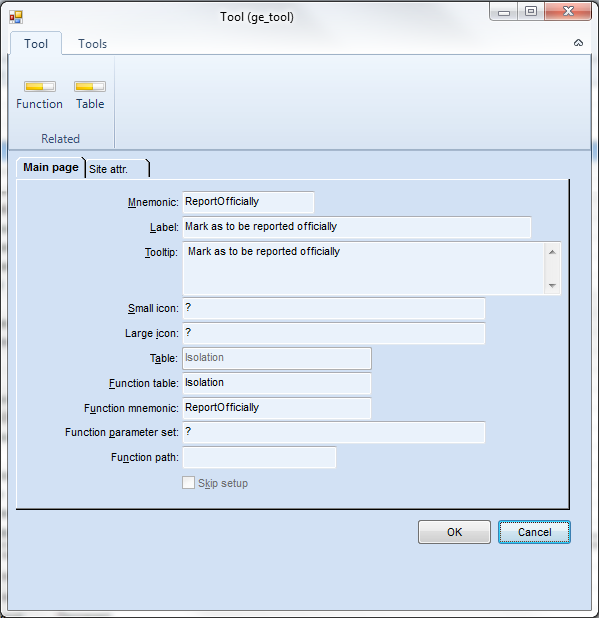 Tool (ge_tool)
Tool Tools
Function Table
Related
Main page Site attr.
Mnemonic: ReportOfficially
Label: Mark as to be reported officially
Tooltip: Mark as to be reported officially
Small icon: ?
Large icon: ?
Table: Isolation
Function table: Isolation
Function mnemonic: ReportOfficially
Function parameter set: ?
Function path:
Skip setup
OK Cancel